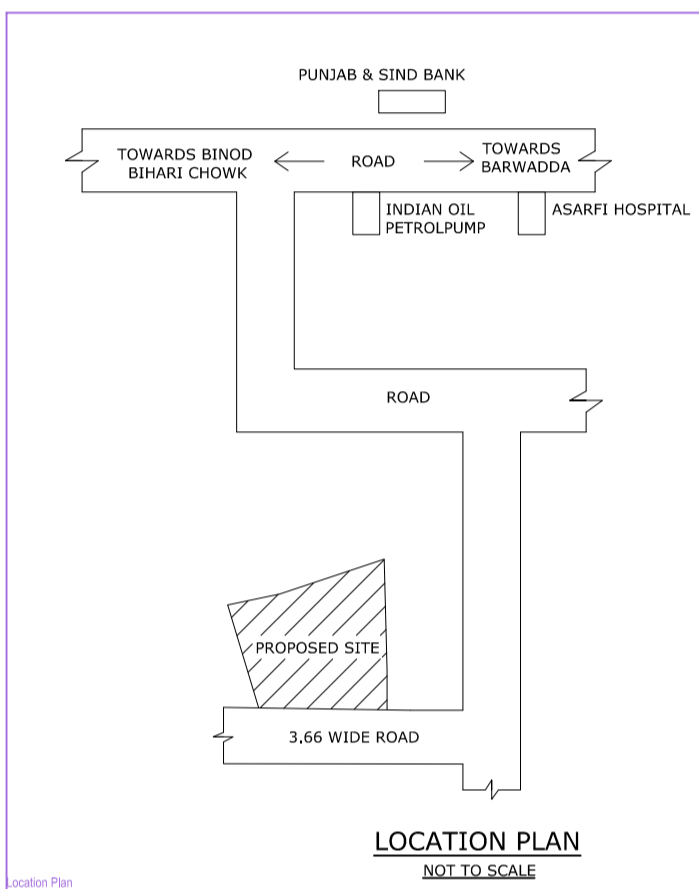 PUNJAB & SIND BANK
TOWARDS BINOD
BIHARI CHOWK
ROAD
TOWARDS
BARWADDA
INDIAN OIL
PETROLPUMP
ASARFI HOSPITAL
ROAD
PROPOSED SITE
3.66 WIDE ROAD
LOCATION PLAN
NOT TO SCALE
Location Plan